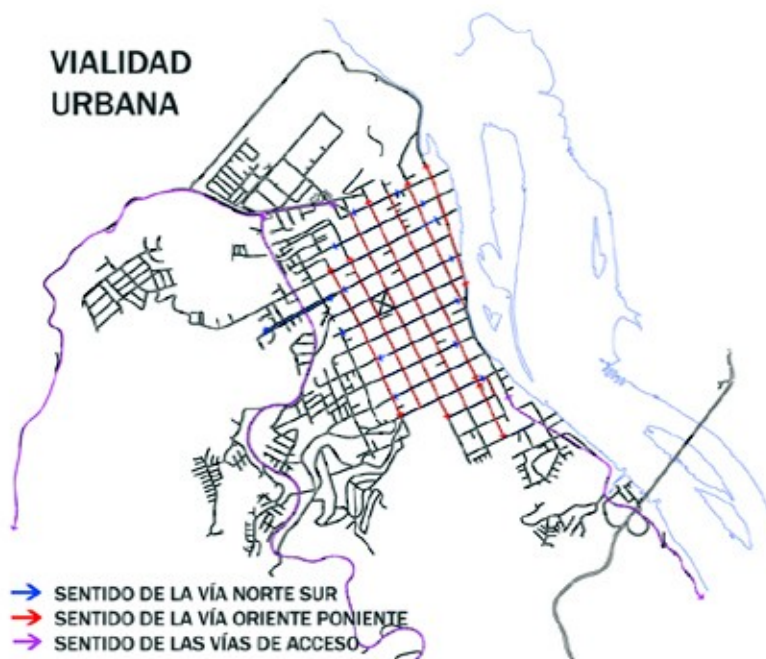 VIALIDAD
URBANA
SENTIDO DE LA VÍA NORTE SUR
SENTIDO DE LA VÍA ORIENTE PONIENTE
SENTIDO DE LAS VÍAS DE ACCESO